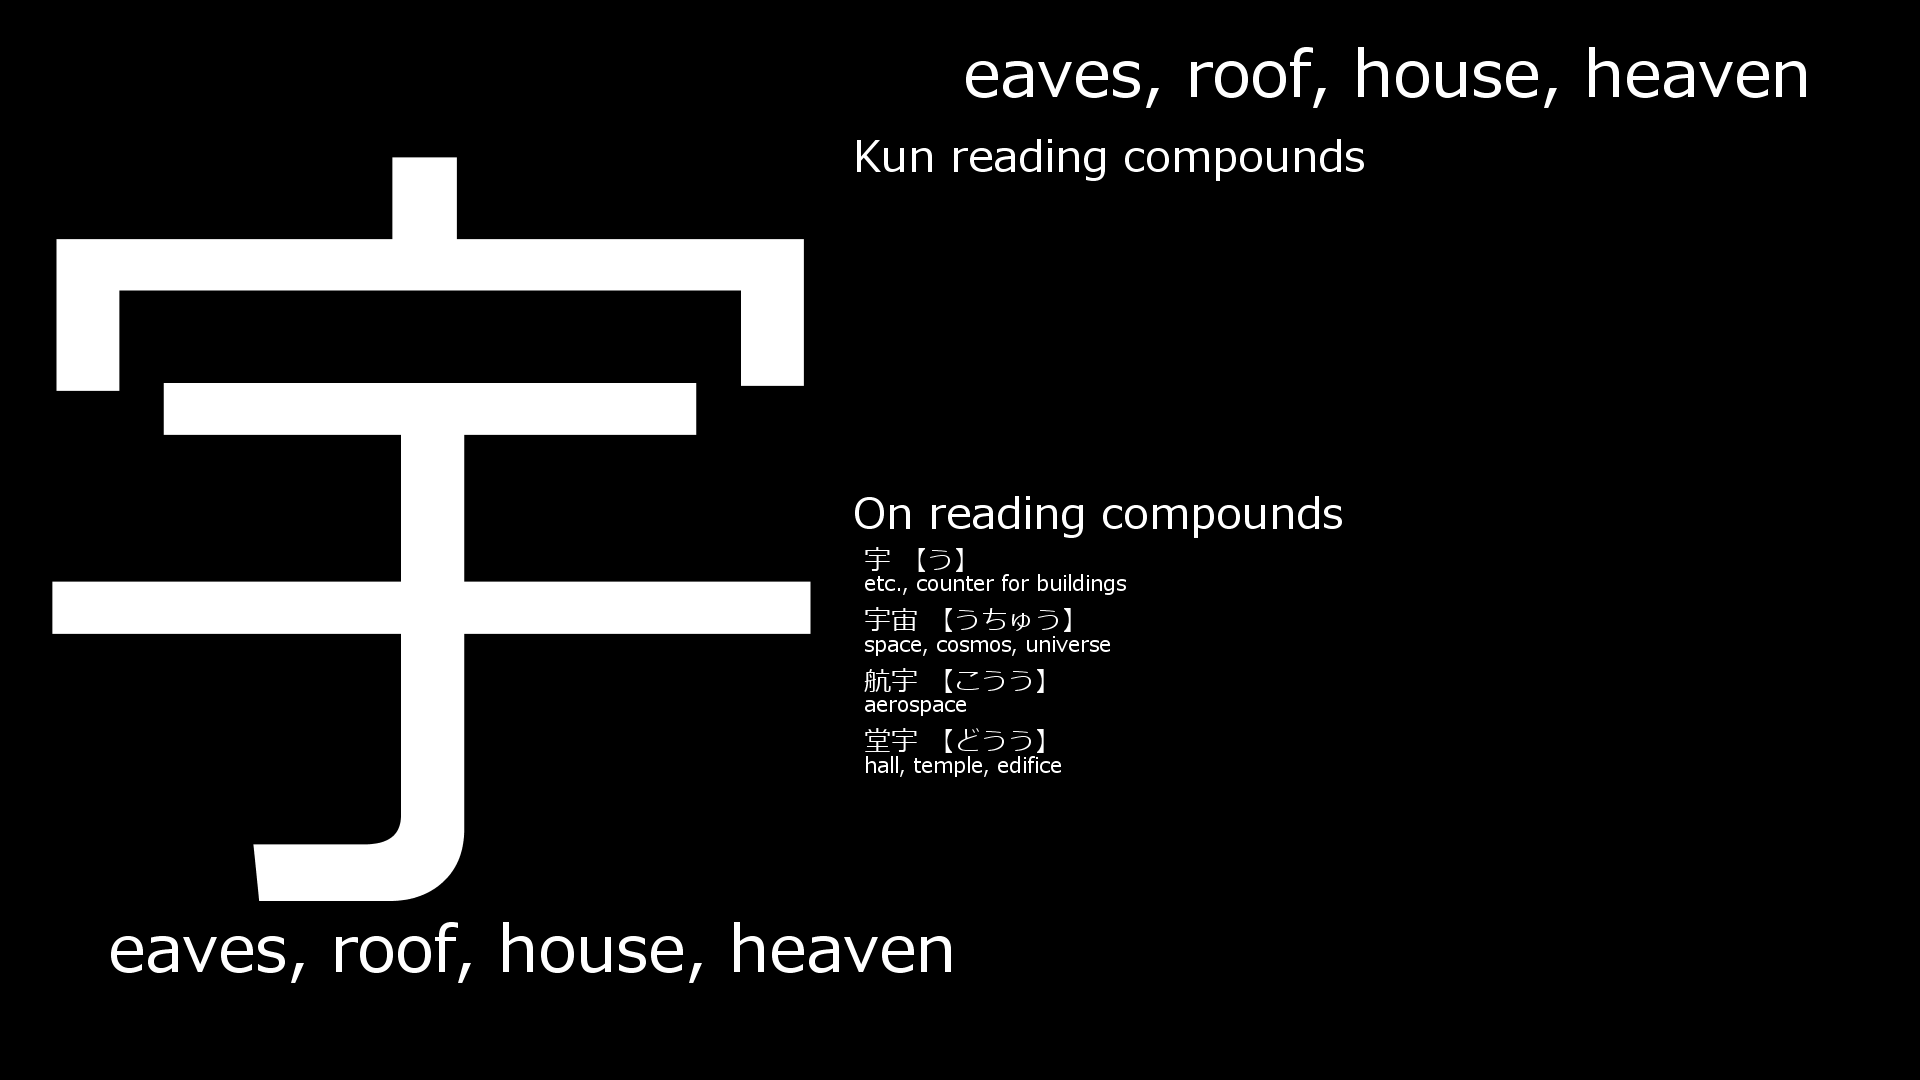 宇
eaves, roof, house, heaven
eaves, roof, house, heaven
Kun reading compounds
On reading compounds
宇 【う】
etc., counter for buildings
宇宙 【うちゅう】
space, cosmos, universe
航宇 【こうう】
aerospace
堂宇 【どうう】
hall, temple, edifice